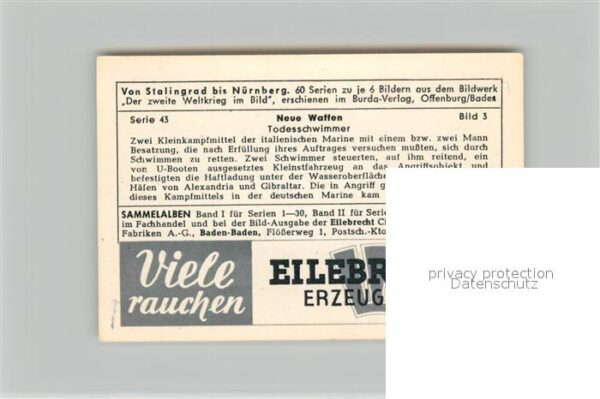 Von Stalingrad bis Nürnberg. 60 Serien zu je 6 Bildern aus dem Bildwerk
„Der zweite Weltkrieg im Bild", erschienen im Burda-Verlag, Offenburg/Baden
Serie 43 Neue Waffen Bild 3
Todesschwimmer
Zwei Kleinkampfmittel der italienischen Marine mit einem bzw. zwei Mann
Besatzung, die nach Erfüllung ihres Auftrages versuchen mußten, sich durch
Schwimmen zu retten. Zwei Schwimmer steuerten, auf ihm reitend, ein
von U-Booten ausgesetztes Kleinstfahrzeug an das Angriffsobjekt und
befestigten die Haftladung unter der Wasseroberfläche
Häfen von Alexandria und Gibraltar. Die in Angriff g
dieses Kampfmittels in der deutschen Marine kam
SAMMELALBEN Band I für Serien 1—30, Band II für Serie
im Fachhandel und bei der Bild-Ausgabe der Eilebrecht Ci
Fabriken A.-G., Baden-Baden, Flößerweg 1, Postsch.-Kto
Viele
rauchen
EILEBR
ERZEUG
privacy protection
Datenschutz